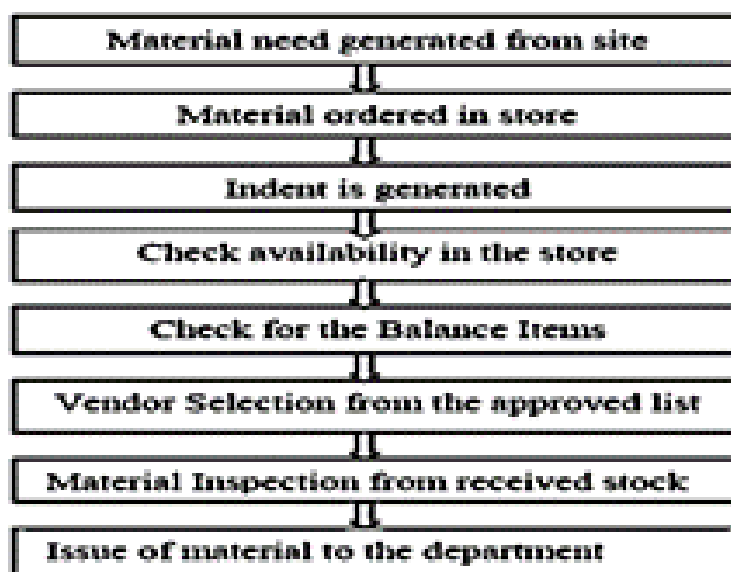 Material need generated from site
Material ordered in store
Indent is generated
Check availability in the store
Check for the Balance Items
Vendor Selection from the approved list
Material Inspection from received stock
Issue of material to the department